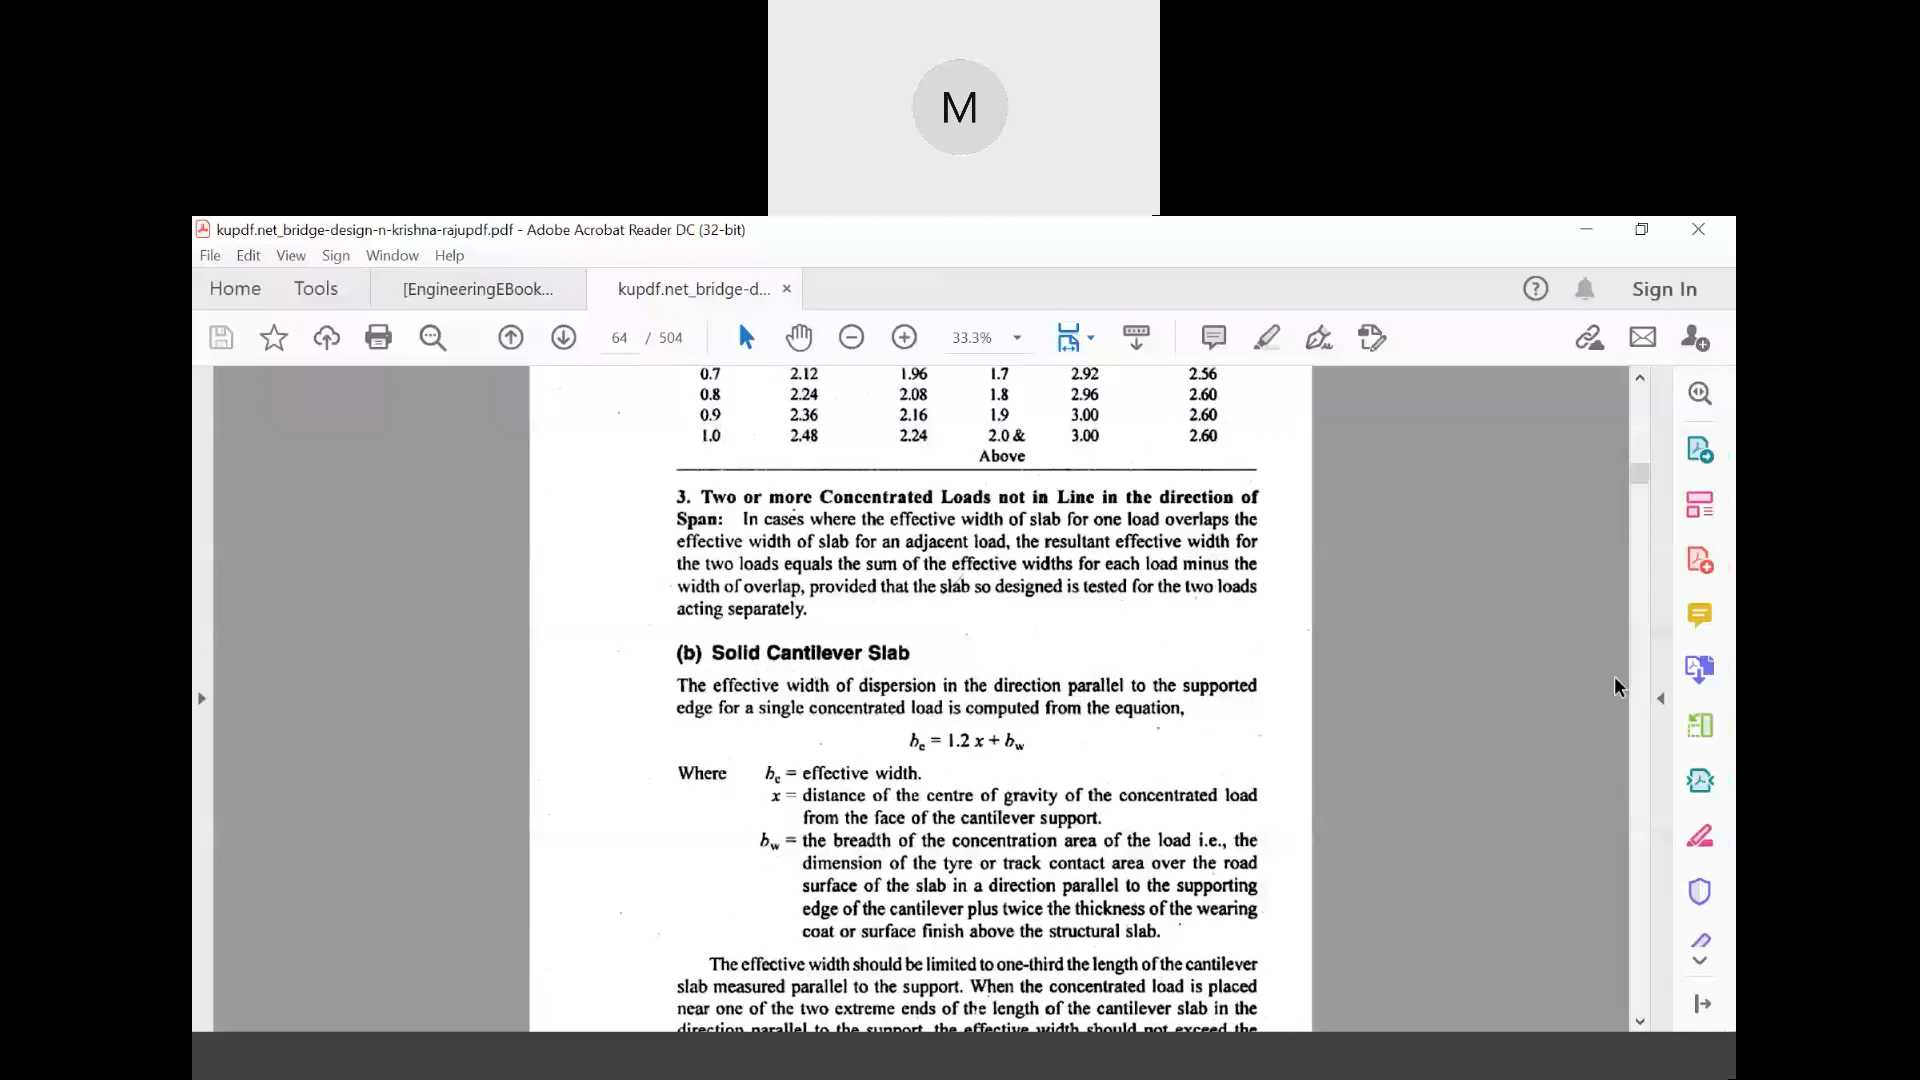 M
kupdf.net_bridge-design-n-krishna-rajupdf.pdf - Adobe Acrobat Reader DC (32-bit)
File Edit View Window Help
Home Tools [EngineeringEBook... kupdf.net_bridge-d... × Sign In
64 / 504 33.3%
0.7 2.12 1.96 1.7 2.92 2.56
0.8 2.24 2.08 1.8 2.96 2.60
0.9 2.36 2.16 1.9 3.00 2.60
1.0 2.48 2.24 2.0 & 3.00 2.60
Above
3. Two or more Concentrated Loads not in Line in the direction of
Span: In cases where the effective width of slab for one load overlaps the
effective width of slab for an adjacent load, the resultant effective width for
the two loads equals the sum of the effective widths for each load minus the
width of overlap, provided that the slab so designed is tested for the two loads
acting separately.
(b) Solid Cantilever Slab
The effective width of dispersion in the direction parallel to the supported
edge for a single concentrated load is computed from the equation,
be = 1.2 x + bw
Where be = effective width.
x = distance of the centre of gravity of the concentrated load
from the face of the cantilever support.
bw = the breadth of the concentration area of the load i.e., the
dimension of the tyre or track contact area over the road
surface of the slab in a direction parallel to the supporting
edge of the cantilever plus twice the thickness of the wearing
coat or surface finish above the structural slab.
The effective width should be limited to one-third the length of the cantilever
slab measured parallel to the support. When the concentrated load is placed
near one of the two extreme ends of the length of the cantilever slab in the
direction parallel to the support, the effective width should not exceed the